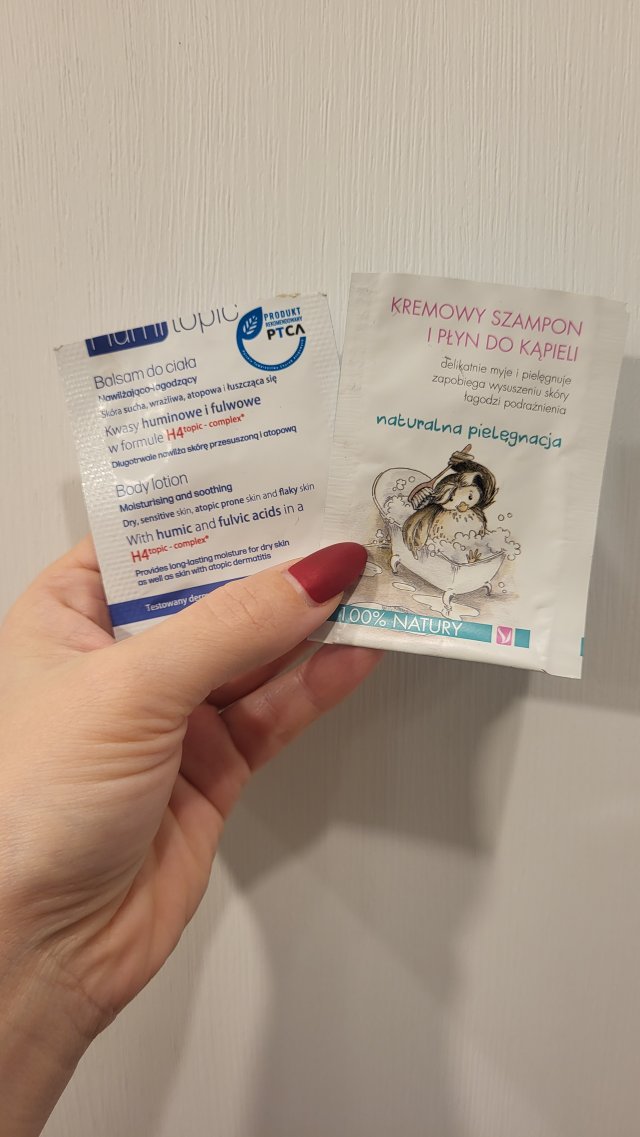 topic
PRODUKT
REKOMENDOWANY
PTCA
Balsam do ciała
Nawilżająco-łagodzący
Skóra sucha, wrażliwa, atopowa i łuszcząca się
Kwasy huminowe i fulwowe
w formule H4topic - complex®
Długotrwale nawilża skórę przesuszoną i atopową
Body lotion
Moisturising and soothing
Dry, sensitive skin, atopic prone skin and flaky skin
With humic and fulvic acids in a
H4topic - complex®
Provides long-lasting moisture for dry skin
as well as skin with atopic dermatitis
Testowany
KREMOWY SZAMPON
I PŁYN DO KĄPIELI
delikatnie myje i pielęgnuje
zapobiega wysuszeniu skóry
łagodzi podrażnienia
naturalna pielęgnacja
100% NATURY